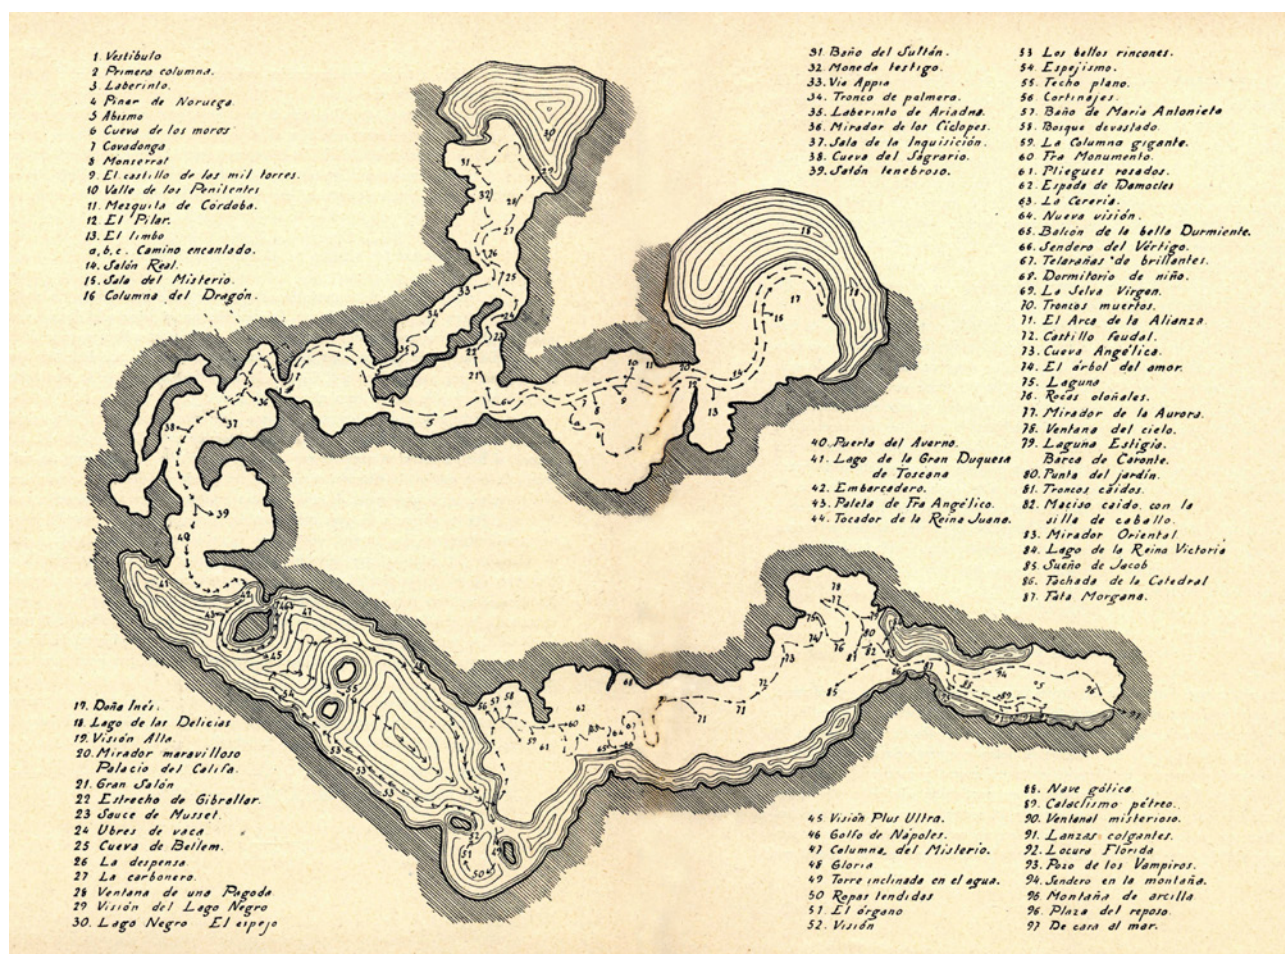 1. Vestibulo
2 Primera columna.
3. Laberinto.
4. Pinar de Noruega.
5 Abismo
6 Cueva de los moros
7 Covadonga
8 Monserrat
9. El castillo de las mil torres.
10 Valle de los Penitentes
11. Mezquita de Córdoba.
12 El Pilar.
13. El limbo
a,b,c. Camino encantado.
14. Salón Real.
15. Sala del Misterio.
16 Columna del Dragón.
17. Doña Inés.
18. Lago de las Delicias
19. Visión Alta.
20. Mirador maravilloso
Palacio del Califa.
21. Gran Salón
22 Estrecho de Gibraltar.
23 Sauce de Musset.
24 Ubres de vaca
25 Cueva de Bellem.
26 La despensa.
27 La carbonero.
28 Ventana de una Pagoda
29 Visión del Lago Negro
30. Lago Negro El espejo
31. Baño del Sultán.
32. Moneda testigo.
33. Via Appia
34. Tronco de palmera.
35. Laberinto de Ariadna.
36. Mirador de los Cíclopes.
37. Sala de la Inquisición.
38. Cueva del Sagrario.
39. Salón tenebroso.
40. Puerta del Averno.
41. Lago de la Gran Duquesa
de Toscana
42. Embarcadero.
43. Paleta de Fra Angélico.
44. Tocador de la Reina Juana.
45 Visión Plus Ultra.
46 Golfo de Nápoles.
47 Columna del Misterio.
48 Gloria
49 Torre inclinada en el agua.
50 Ropas tendidas
51. El órgano
52. Visión
53 Los bellos rincones.
54. Espejismo.
55. Techo plano.
56. Cortinajes.
57. Baño de María Antonieta
58. Bosque devastado.
59. La Columna gigante.
60 Fra Monumento.
61. Pliegues rosados.
62. Espada de Damocles
63. La Cerería.
64. Nueva visión.
65. Balcón de la bella Durmiente.
66. Sendero del Vértigo.
67. Telarañas de brillantes.
68. Dormitorio de niño.
69. La Selva Virgen.
70. Troncos muertos.
71. El Arca de la Alianza.
72. Castillo feudal.
73. Cueva Angélica.
74. El árbol del amor.
75. Laguna
76. Rocas otoñales.
77. Mirador de la Aurora.
78. Ventana del cielo.
79. Laguna Estigia.
Barca de Caronte.
80. Punta del jardín.
81. Troncos caídos.
82. Maciso caido con la
silla de caballo.
83. Mirador Oriental.
84. Lago de la Reina Victoria
85. Sueño de Jacob
86. Fachada de la Catedral
87. Fata Morgana.
88. Nave gótica
89. Cataclismo pétreo.
90. Ventanal misterioso.
91. Lanzas colgantes.
92. Locura Florida
93. Pozo de los Vampiros.
94. Sendero en la montaña.
96 Montaña de arcilla
96. Plaza del reposo.
97 De cara al mar.